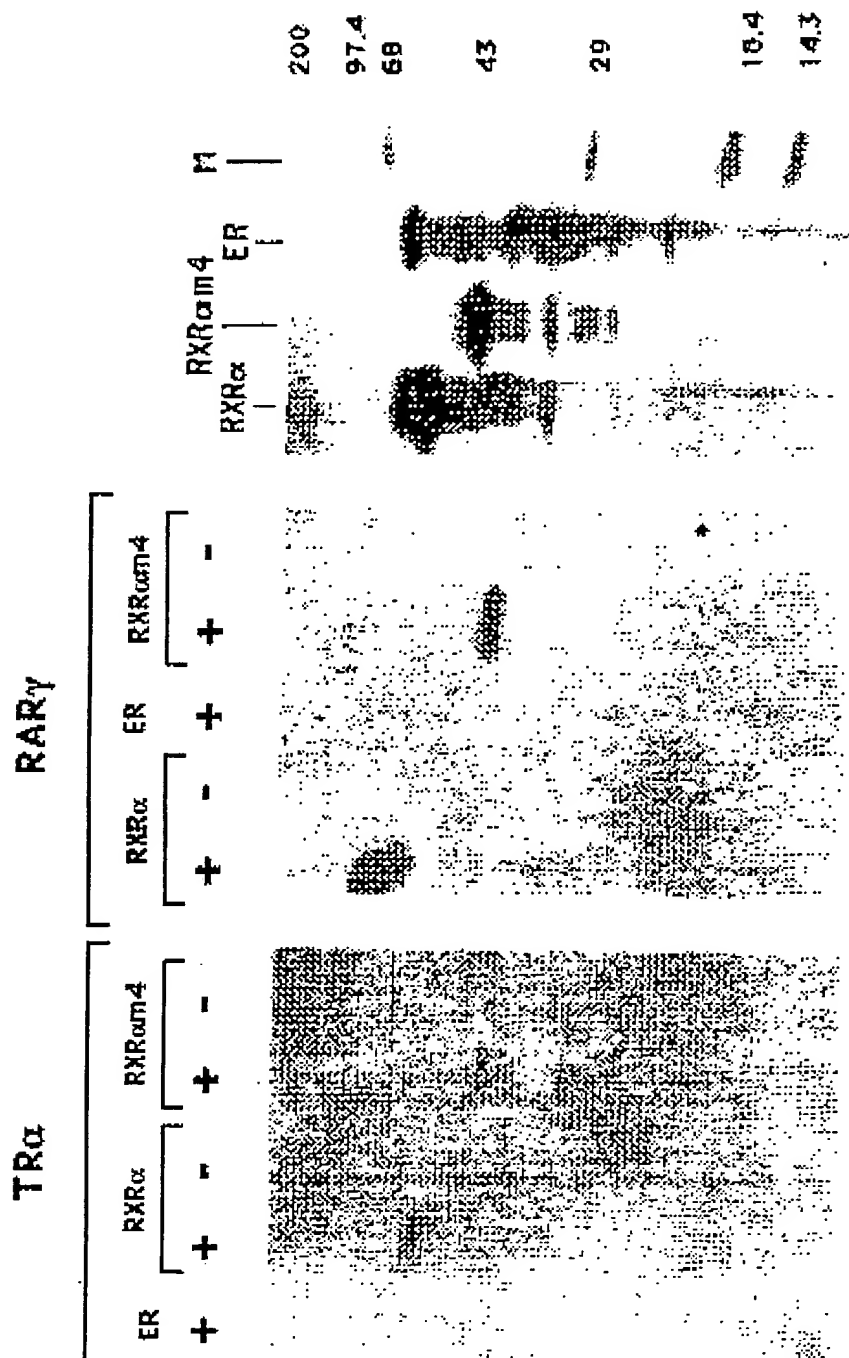 TRα RARγ
ER RXRα RXRαm4 RXRα ER RXRαm4
+ + - + - + - + + -
RXRα RXRαm4 ER M
200
97.4
68
43
29
18.4
14.3